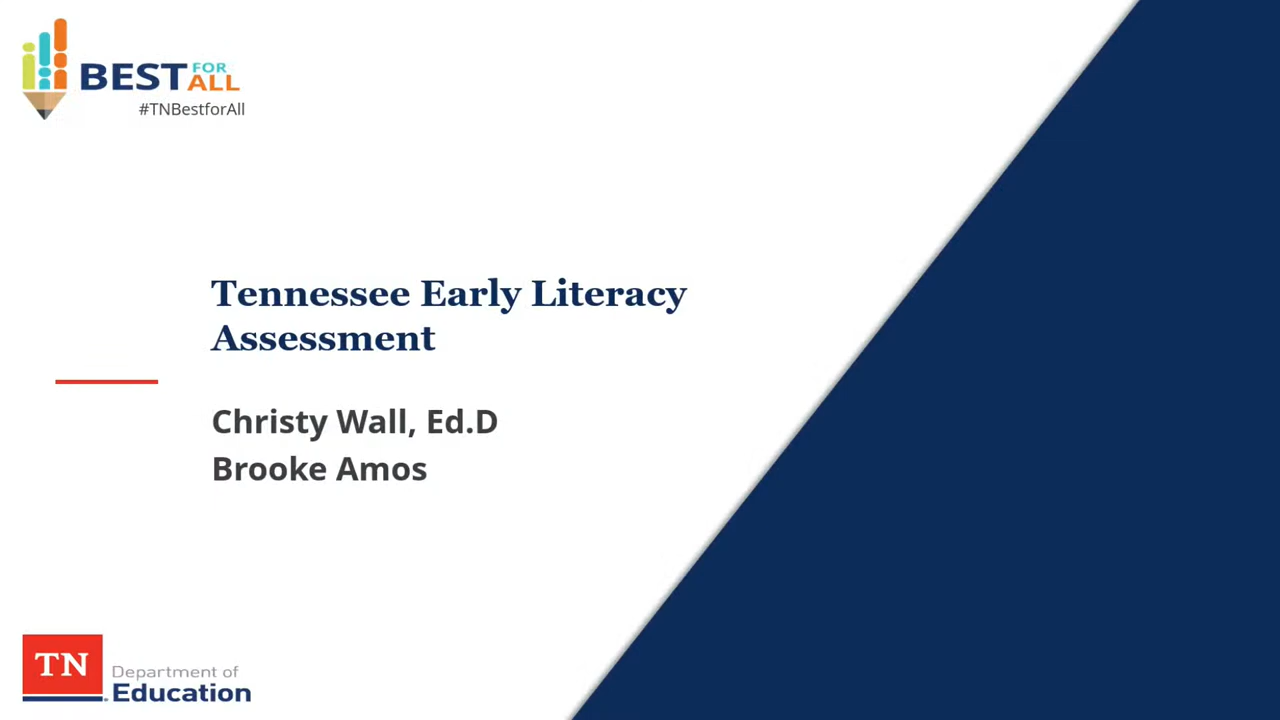 BEST FOR ALL
#TNBestforAll
Tennessee Early Literacy
Assessment
Christy Wall, Ed.D
Brooke Amos
TN
Department of
Education